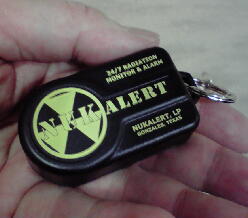 24/7 RADIATION
MONITOR & ALARM
NUKALERT
NUKALERT, LP
GONZALES, TEXAS